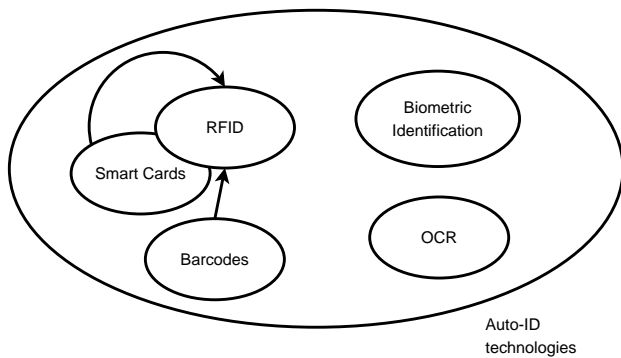 RFID
Biometric
Identification
Smart Cards
Barcodes
OCR
Auto-ID
technologies